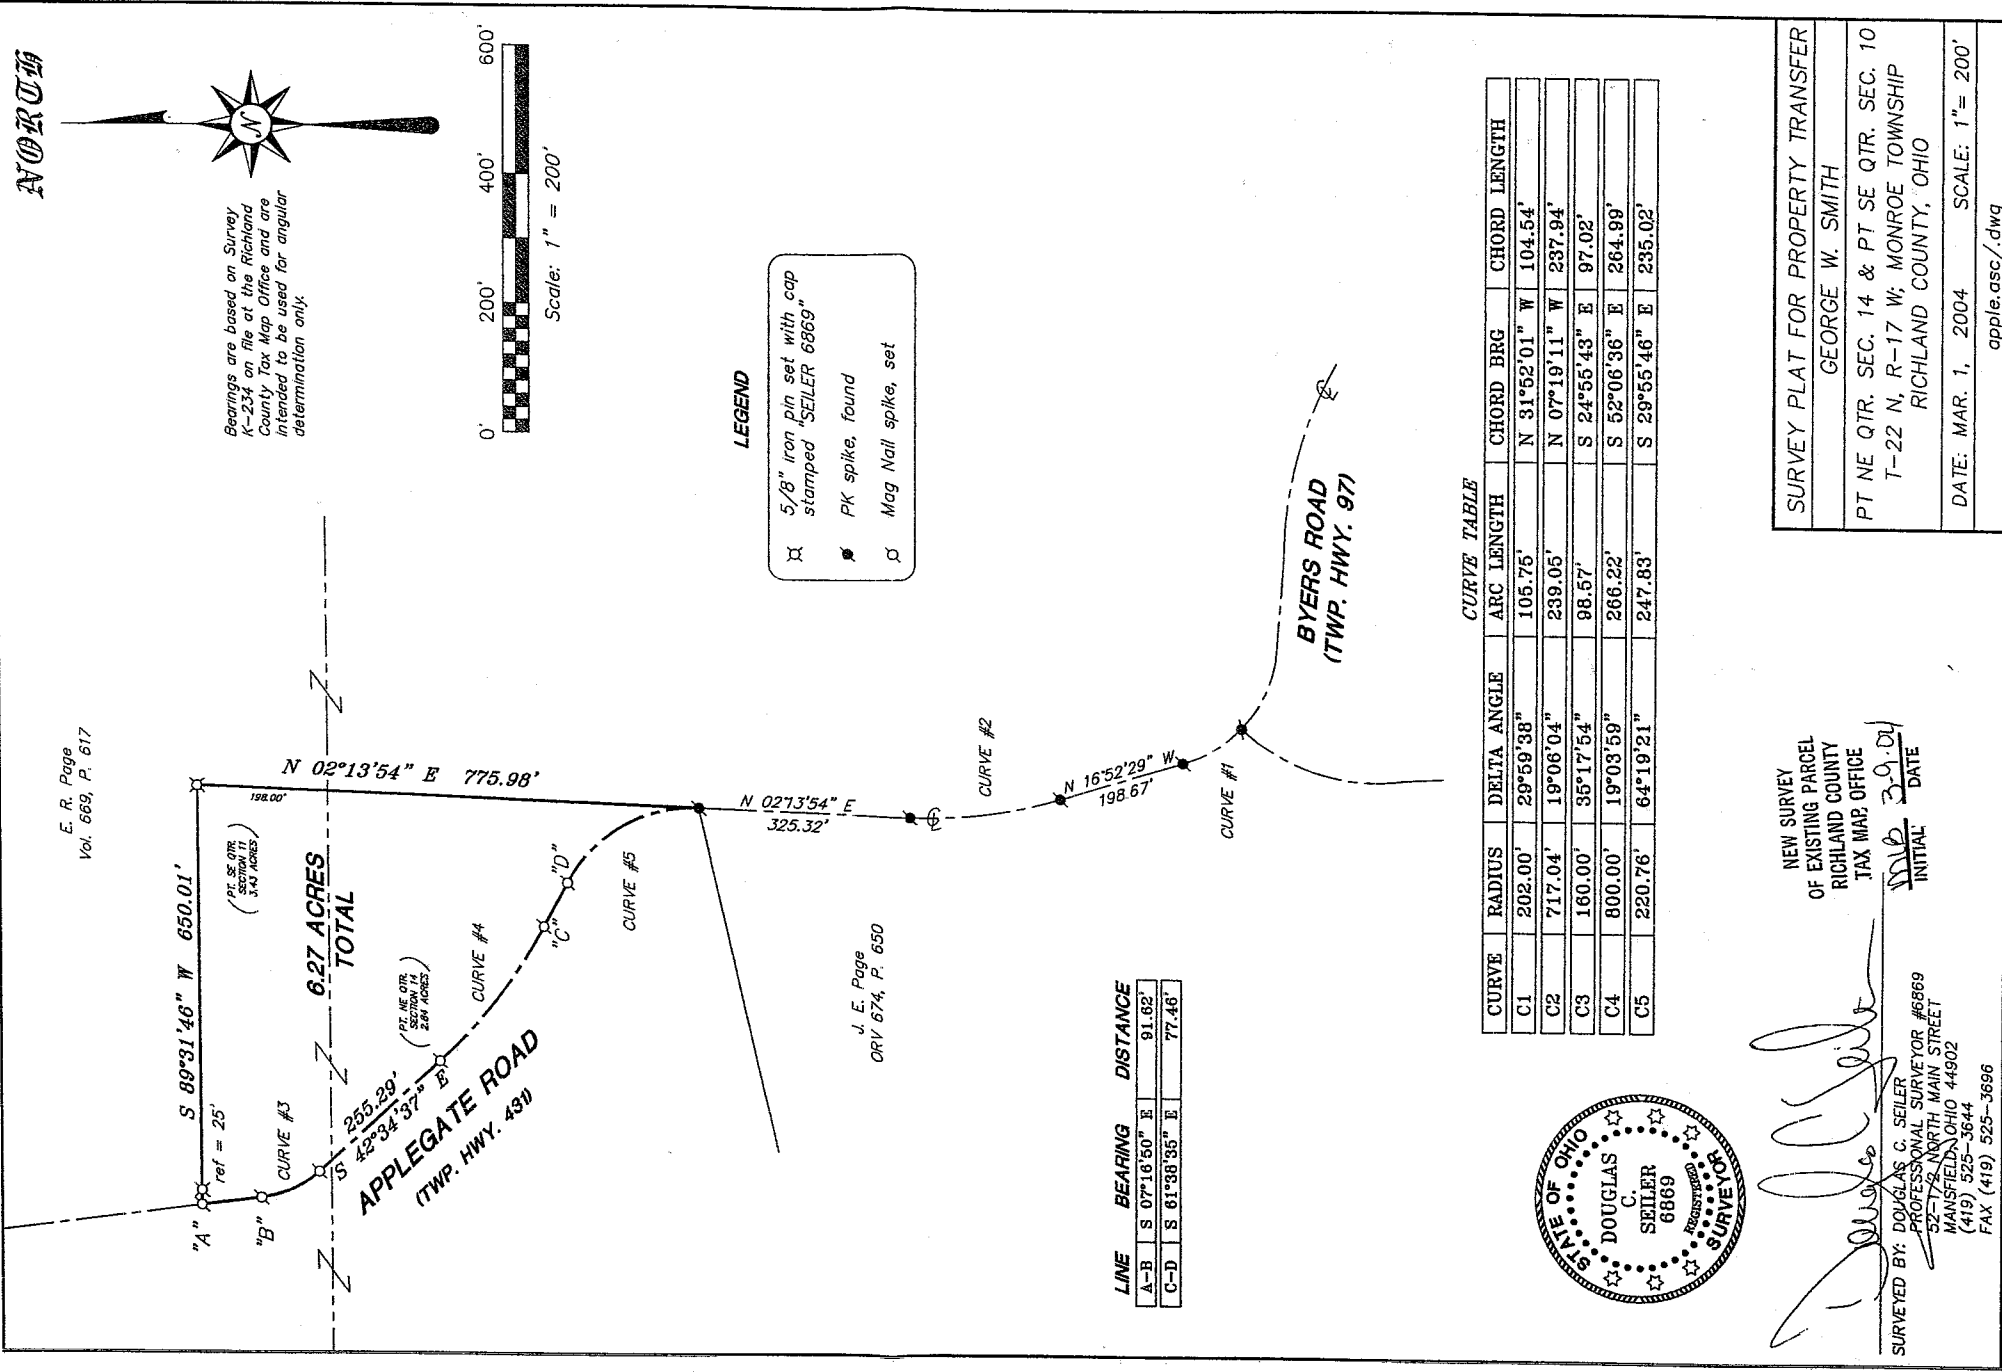 NORTH
Bearings are based on Survey
K-234 on file at the Richland
County Tax Map Office and are
intended to be used for angular
determination only.
N
0' 200' 400' 600'
Scale: 1" = 200'
E. R. Page
Vol. 669, P. 617
S 89°31'46" W 650.01'
N 02°13'54" E 775.98'
198.00'
(PT. SE QTR.
SECTION 11
3.43 ACRES)
6.27 ACRES
TOTAL
(PT. NE QTR.
SECTION 14
2.84 ACRES)
"A"
ref = 25'
"B"
CURVE #3
255.29'
S 42°34'37" E
APPLEGATE ROAD
(TWP. HWY. 431)
CURVE #4
"C"
"D"
CURVE #5
N 02°13'54" E
325.32'
CURVE #2
N 16°52'29" W
198.67'
CURVE #1
J. E. Page
ORV 674, P. 650
BYERS ROAD
(TWP. HWY. 97)
LEGEND
5/8" iron pin set with cap
stamped "SEILER 6869"
PK spike, found
Mag Nail spike, set
LINE BEARING DISTANCE
A-B S 07°16'50" E 91.62'
C-D S 61°38'35" E 77.46'
CURVE TABLE
CURVE RADIUS DELTA ANGLE ARC LENGTH CHORD BRG CHORD LENGTH
C1 202.00' 29°59'38" 105.75' N 31°52'01" W 104.54'
C2 717.04' 19°06'04" 239.05' N 07°19'11" W 237.94'
C3 160.00' 35°17'54" 98.57' S 24°55'43" E 97.02'
C4 800.00' 19°03'59" 266.22' S 52°06'36" E 264.99'
C5 220.76' 64°19'21" 247.83' S 29°55'46" E 235.02'
STATE OF OHIO
DOUGLAS
C.
SEILER
6869
REGISTERED
SURVEYOR
SURVEYED BY: DOUGLAS C. SEILER
PROFESSIONAL SURVEYOR #6869
52-1/2 NORTH MAIN STREET
MANSFIELD, OHIO 44902
(419) 525-3644
FAX (419) 525-3696
NEW SURVEY
OF EXISTING PARCEL
RICHLAND COUNTY
TAX MAP OFFICE
3-9-04
INITIAL DATE
SURVEY PLAT FOR PROPERTY TRANSFER
GEORGE W. SMITH
PT NE QTR. SEC. 14 & PT SE QTR. SEC. 10
T-22 N, R-17 W; MONROE TOWNSHIP
RICHLAND COUNTY, OHIO
DATE: MAR. 1, 2004 SCALE: 1"= 200'
apple.asc/.dwg